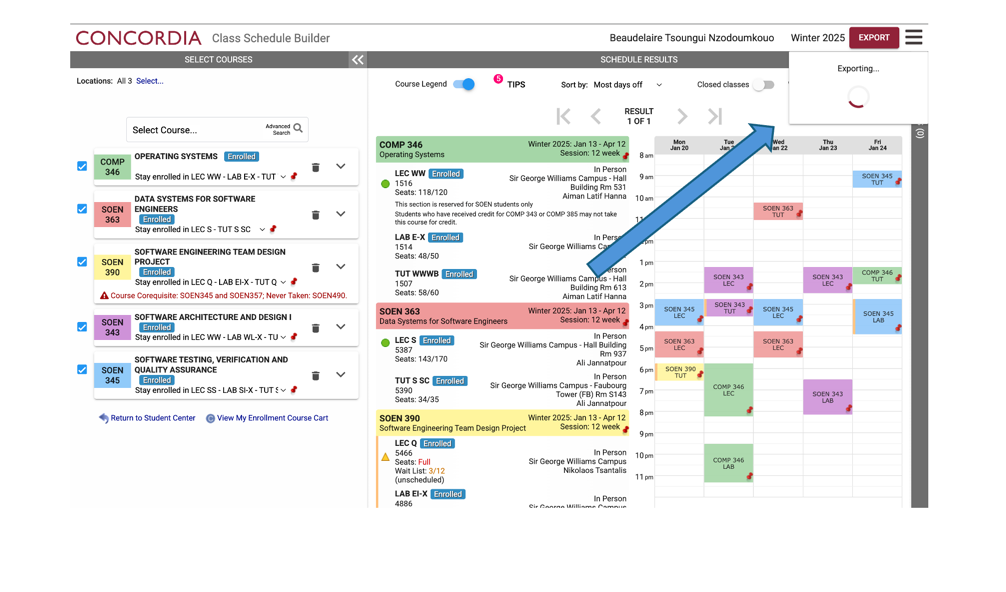 CONCORDIA Class Schedule Builder
Beaudelaire Tsoungui Nzodoumkouo Winter 2025 EXPORT
SELECT COURSES
SCHEDULE RESULTS
Exporting...
Locations: All 3 Select...
Select Course... Advanced Search
COMP 346
OPERATING SYSTEMS Enrolled
Stay enrolled in LEC WW - LAB E-X - TUT
SOEN 363
DATA SYSTEMS FOR SOFTWARE
ENGINEERS
Enrolled
Stay enrolled in LEC S - TUT S SC
SOEN 390
SOFTWARE ENGINEERING TEAM DESIGN
PROJECT
Enrolled
Stay enrolled in LEC Q - LAB EI-X - TUT Q
Course Corequisite: SOEN345 and SOEN357; Never Taken: SOEN490.
SOEN 343
SOFTWARE ARCHITECTURE AND DESIGN I
Enrolled
Stay enrolled in LEC WW - LAB WL-X - TU
SOEN 345
SOFTWARE TESTING, VERIFICATION AND
QUALITY ASSURANCE
Enrolled
Stay enrolled in LEC SS - LAB SI-X - TUT S
Return to Student Center
View My Enrollment Course Cart
Course Legend 5 TIPS Sort by: Most days off Closed classes
RESULT
1 OF 1
COMP 346 Winter 2025: Jan 13 - Apr 12
Operating Systems Session: 12 week
LEC WW Enrolled In Person
1516 Sir George Williams Campus - Hall
Seats: 118/120 Building Rm 531
Aiman Latif Hanna
This section is reserved for SOEN students only
Students who have received credit for COMP 343 or COMP 385 may not take
this course for credit.
LAB E-X Enrolled In Person
1514 Sir George Williams
Seats: 48/50
TUT WWWB Enrolled
1507 Sir George Williams Campus - Hall
Seats: 58/60 Building Rm 613
Aiman Latif Hanna
SOEN 363 Winter 2025: Jan 13 - Apr 12
Data Systems for Software Engineers Session: 12 week
LEC S Enrolled In Person
5387 Sir George Williams Campus - Hall Building
Seats: 143/170 Rm 937
Ali Jannatpour
TUT S SC Enrolled In Person
5390 Sir George Williams Campus - Faubourg
Seats: 34/35 Tower (FB) Rm S143
Ali Jannatpour
SOEN 390 Winter 2025: Jan 13 - Apr 12
Software Engineering Team Design Project Session: 12 week
LEC Q Enrolled
5466 In Person
Seats: Full Sir George Williams Campus
Wait List: 3/12 Nikolaos Tsantalis
(unscheduled)
LAB EI-X Enrolled In Person
4886
Mon Tue Wed Thu Fri
Jan 20 Jan 22 Jan 23 Jan 24
(0)
8 am
9 am
SOEN 345 TUT
10 am
SOEN 363 TUT
1 pm
SOEN 343 LEC
SOEN 343 LEC
COMP 346 TUT
2 pm
3 pm
SOEN 345 LEC
SOEN 343 TUT
SOEN 345 LEC
SOEN 345 LAB
4 pm
SOEN 363 LEC
SOEN 363 LEC
5 pm
6 pm
SOEN 390 TUT
COMP 346 LEC
7 pm
SOEN 343 LAB
8 pm
9 pm
10 pm
COMP 346 LAB
11 pm